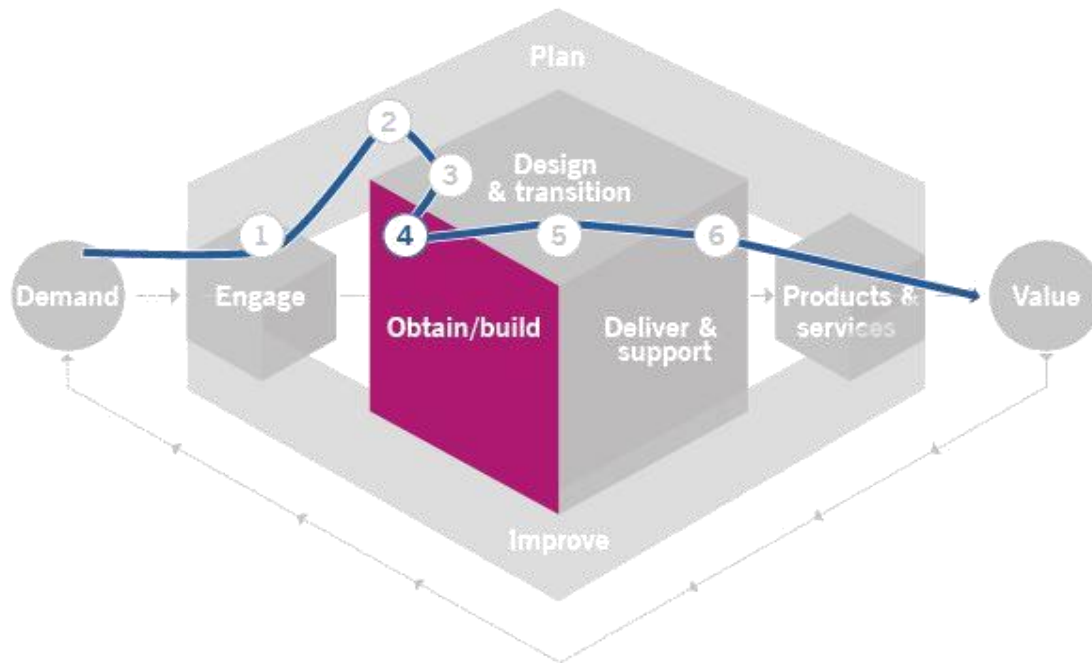 Plan
2
3
Design
& transition
1
4
5
6
Demand
Engage
Products &
services
Value
Obtain/build
Deliver &
support
Improve